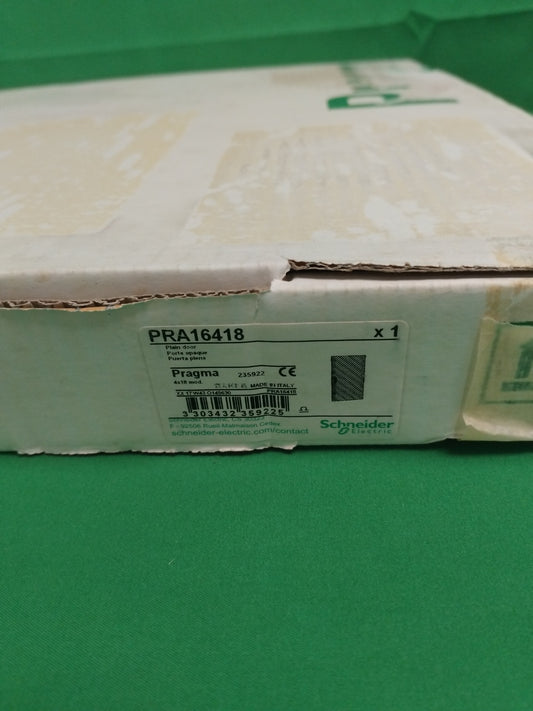 PRA16418 x 1
Plain door
Porte opaque
Puerta plena
Pragma 235922 CE
4x18 mod. MADE IN ITALY
PRA16418
3 303432 359225
F - 92506 Rueil-Malmaison Cedex
schneider-electric.com/contact
Schneider
Electric